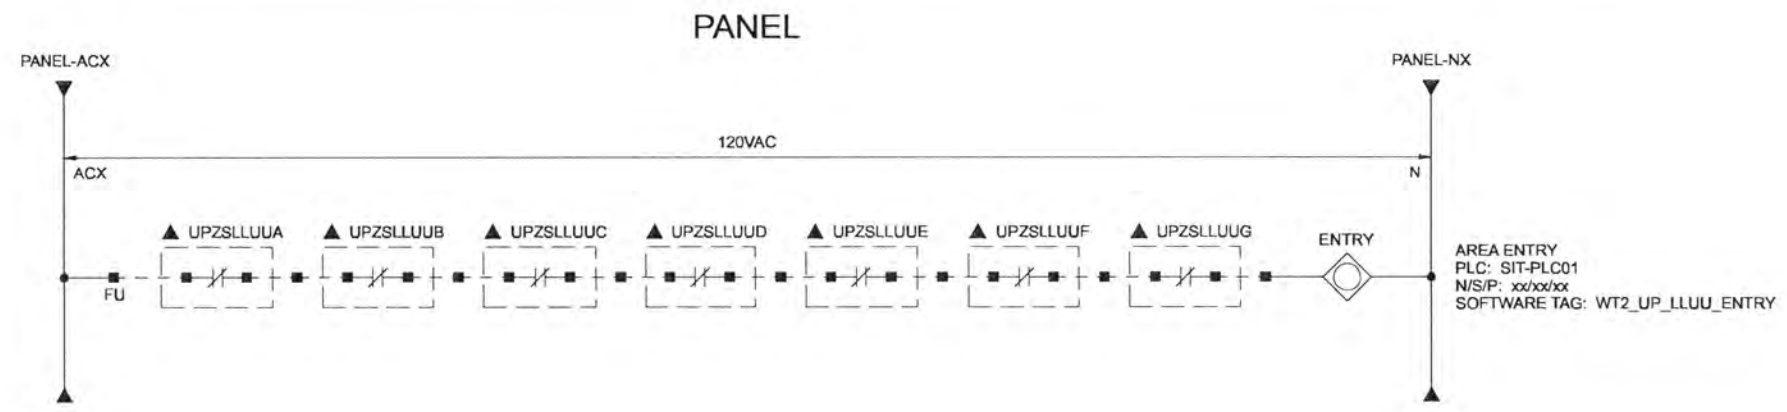 PANEL
PANEL-ACX
PANEL-NX
120VAC
ACX
N
UPZSLLUUA
UPZSLLUUB
UPZSLLUUC
UPZSLLUUD
UPZSLLUUE
UPZSLLUUF
UPZSLLUUG
ENTRY
FU
AREA ENTRY
PLC: SIT-PLC01
N/S/P: xx/xx/xx
SOFTWARE TAG: WT2_UP_LLUU_ENTRY